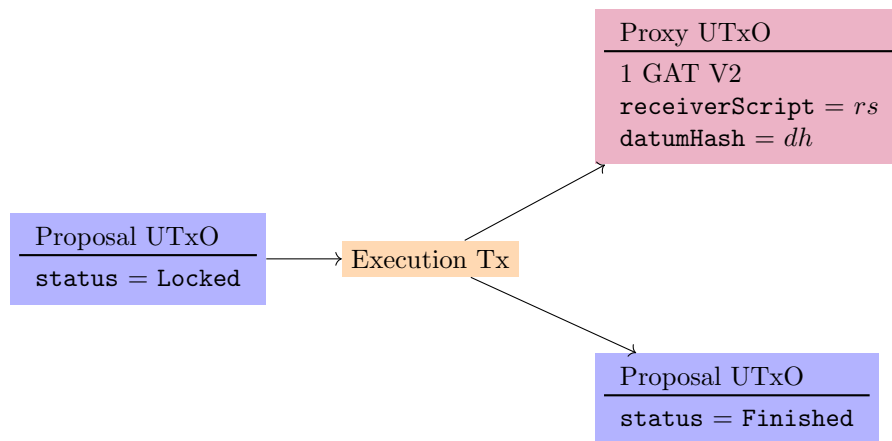 Proxy UTxO
1 GAT V2
receiverScript = rs
datumHash = dh
Proposal UTxO
status = Locked
Execution Tx
Proposal UTxO
status = Finished